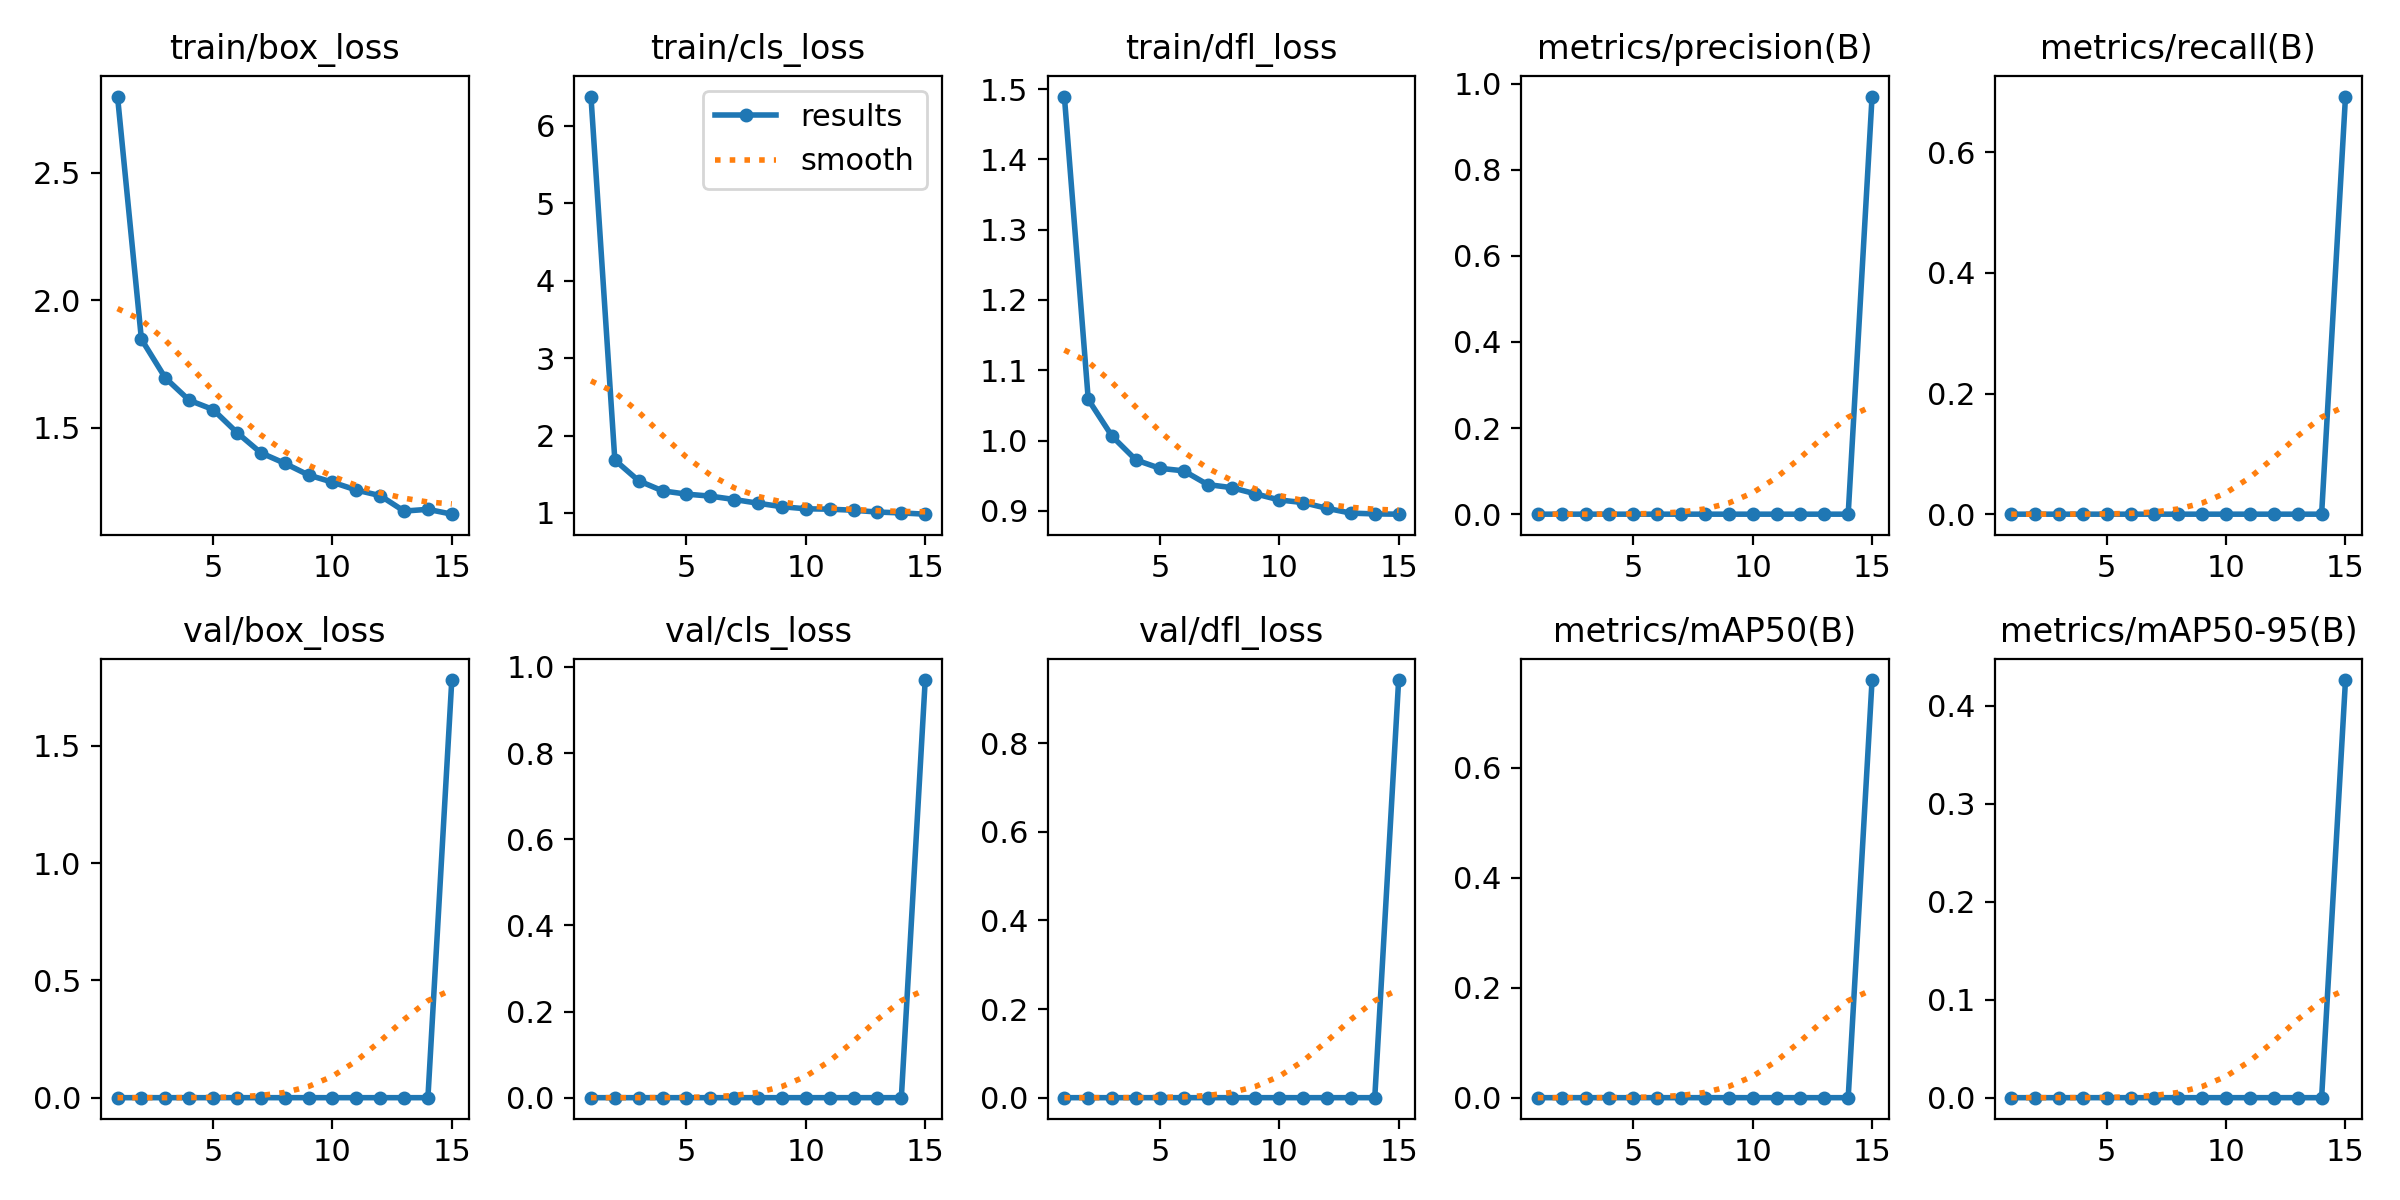 train/box_loss
2.5
2.0
1.5
5 10 15
train/cls_loss
results
smooth
6
5
4
3
2
1
5 10 15
train/dfl_loss
1.5
1.4
1.3
1.2
1.1
1.0
0.9
5 10 15
metrics/precision(B)
1.0
0.8
0.6
0.4
0.2
0.0
5 10 15
metrics/recall(B)
0.6
0.4
0.2
0.0
5 10 15
val/box_loss
1.5
1.0
0.5
0.0
5 10 15
val/cls_loss
1.0
0.8
0.6
0.4
0.2
0.0
5 10 15
val/dfl_loss
0.8
0.6
0.4
0.2
0.0
5 10 15
metrics/mAP50(B)
0.6
0.4
0.2
0.0
5 10 15
metrics/mAP50-95(B)
0.4
0.3
0.2
0.1
0.0
5 10 15